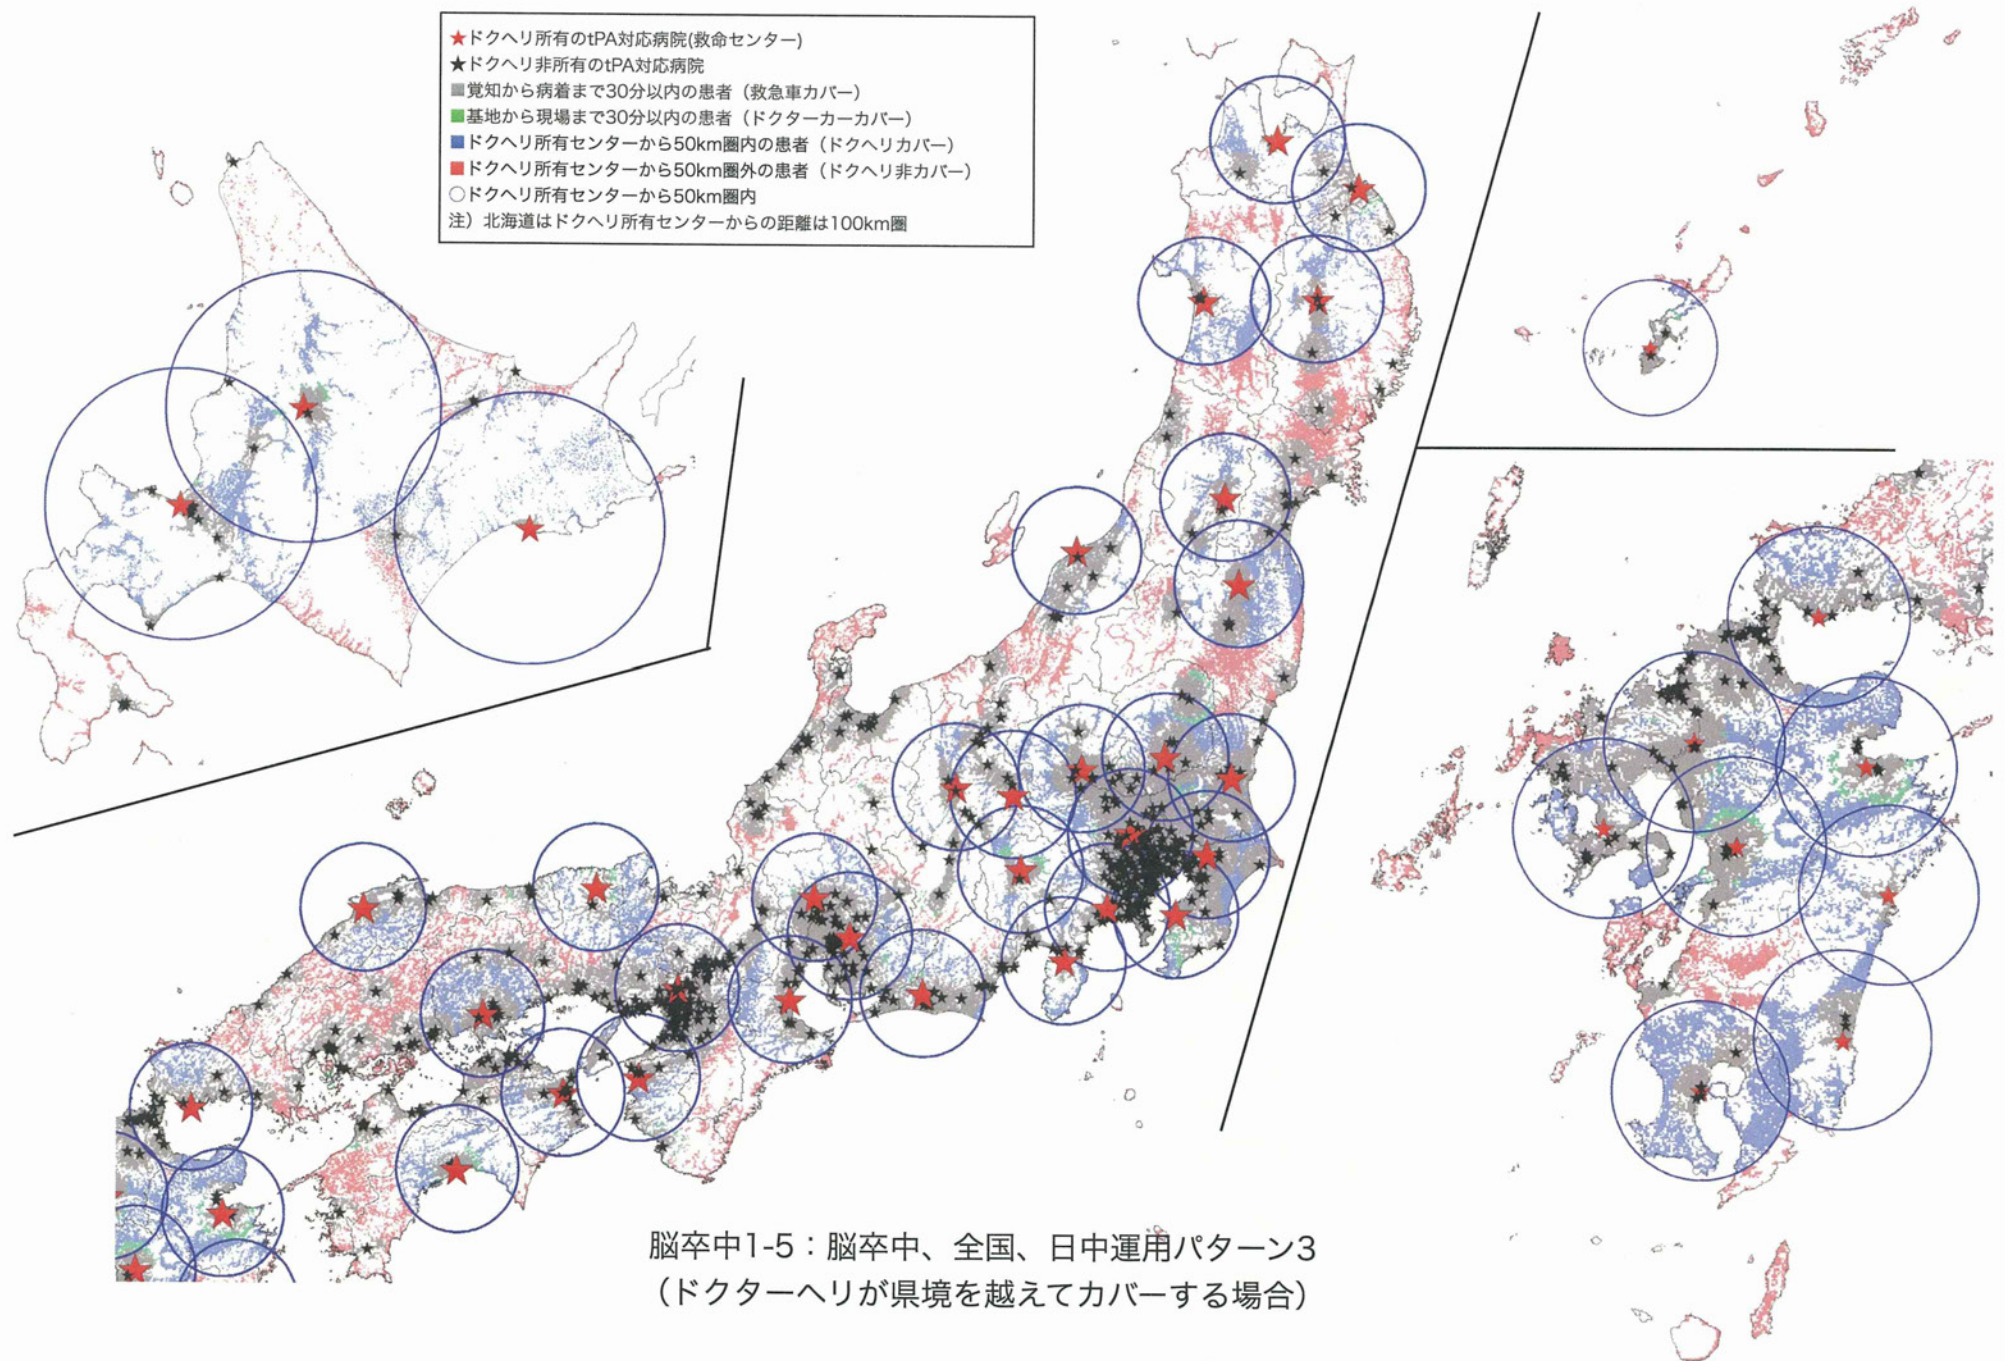 ★ドクヘリ所有のtPA対応病院(救命センター)
★ドクヘリ非所有のtPA対応病院
■覚知から病着まで30分以内の患者（救急車カバー）
■基地から現場まで30分以内の患者（ドクターカーカバー）
■ドクヘリ所有センターから50km圏内の患者（ドクヘリカバー）
■ドクヘリ所有センターから50km圏外の患者（ドクヘリ非カバー）
○ドクヘリ所有センターから50km圏内
注）北海道はドクヘリ所有センターからの距離は100km圏
脳卒中1-5：脳卒中、全国、日中運用パターン3
（ドクターヘリが県境を越えてカバーする場合）